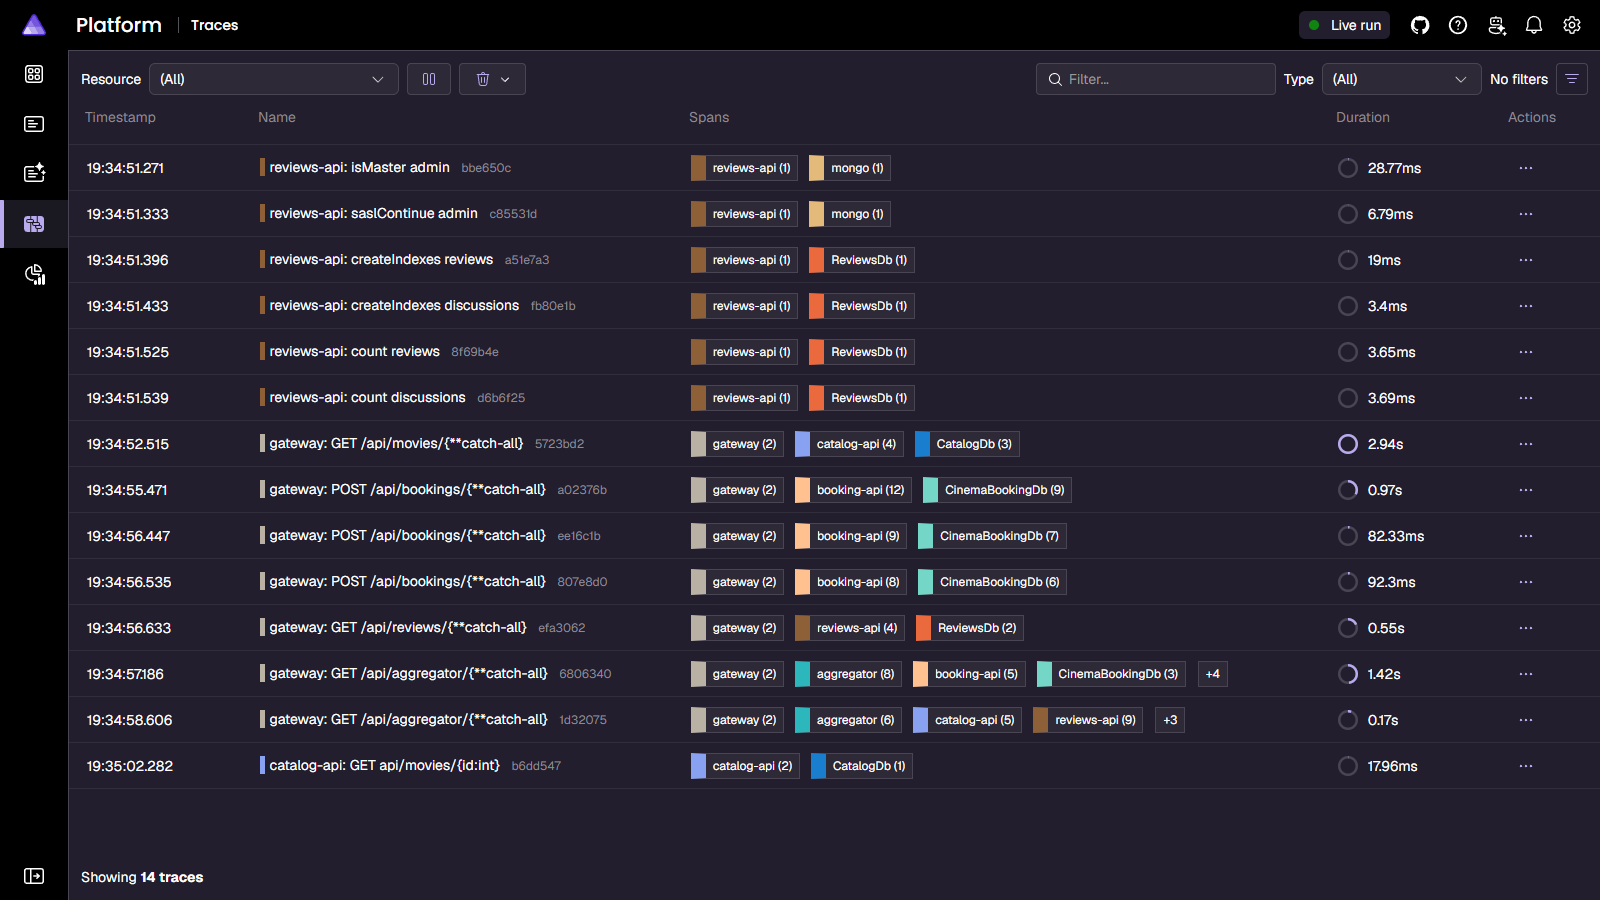 Platform Traces Live run
Resource (All) Filter... Type (All) No filters
Timestamp Name Spans Duration Actions
19:34:51.271 reviews-api: isMaster admin bbe650c reviews-api (1) mongo (1) 28.77ms
19:34:51.333 reviews-api: saslContinue admin c85531d reviews-api (1) mongo (1) 6.79ms
19:34:51.396 reviews-api: createIndexes reviews a51e7a3 reviews-api (1) ReviewsDb (1) 19ms
19:34:51.433 reviews-api: createIndexes discussions fb80e1b reviews-api (1) ReviewsDb (1) 3.4ms
19:34:51.525 reviews-api: count reviews 8f69b4e reviews-api (1) ReviewsDb (1) 3.65ms
19:34:51.539 reviews-api: count discussions d6b6f25 reviews-api (1) ReviewsDb (1) 3.69ms
19:34:52.515 gateway: GET /api/movies/{**catch-all} 5723bd2 gateway (2) catalog-api (4) CatalogDb (3) 2.94s
19:34:55.471 gateway: POST /api/bookings/{**catch-all} a02376b gateway (2) booking-api (12) CinemaBookingDb (9) 0.97s
19:34:56.447 gateway: POST /api/bookings/{**catch-all} ee16c1b gateway (2) booking-api (9) CinemaBookingDb (7) 82.33ms
19:34:56.535 gateway: POST /api/bookings/{**catch-all} 807e8d0 gateway (2) booking-api (8) CinemaBookingDb (6) 92.3ms
19:34:56.633 gateway: GET /api/reviews/{**catch-all} efa3062 gateway (2) reviews-api (4) ReviewsDb (2) 0.55s
19:34:57.186 gateway: GET /api/aggregator/{**catch-all} 6806340 gateway (2) aggregator (8) booking-api (5) CinemaBookingDb (3) +4 1.42s
19:34:58.606 gateway: GET /api/aggregator/{**catch-all} 1d32075 gateway (2) aggregator (6) catalog-api (5) reviews-api (9) +3 0.17s
19:35:02.282 catalog-api: GET api/movies/{id:int} b6dd547 catalog-api (2) CatalogDb (1) 17.96ms
Showing 14 traces